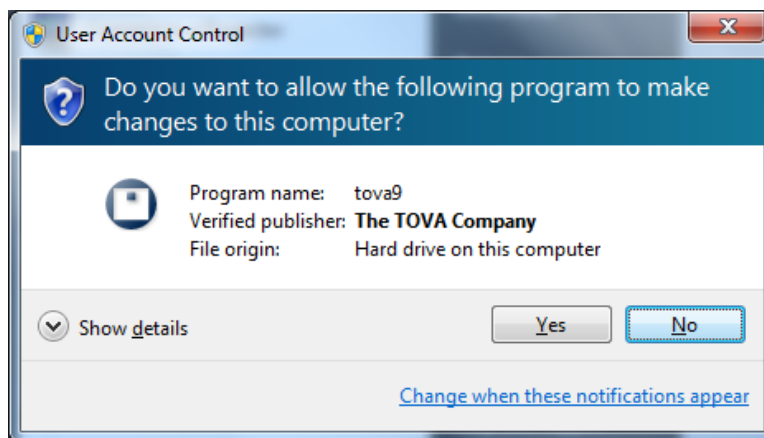 User Account Control
Do you want to allow the following program to make
changes to this computer?
Program name: tova9
Verified publisher: The TOVA Company
File origin: Hard drive on this computer
Show details
Yes
No
Change when these notifications appear